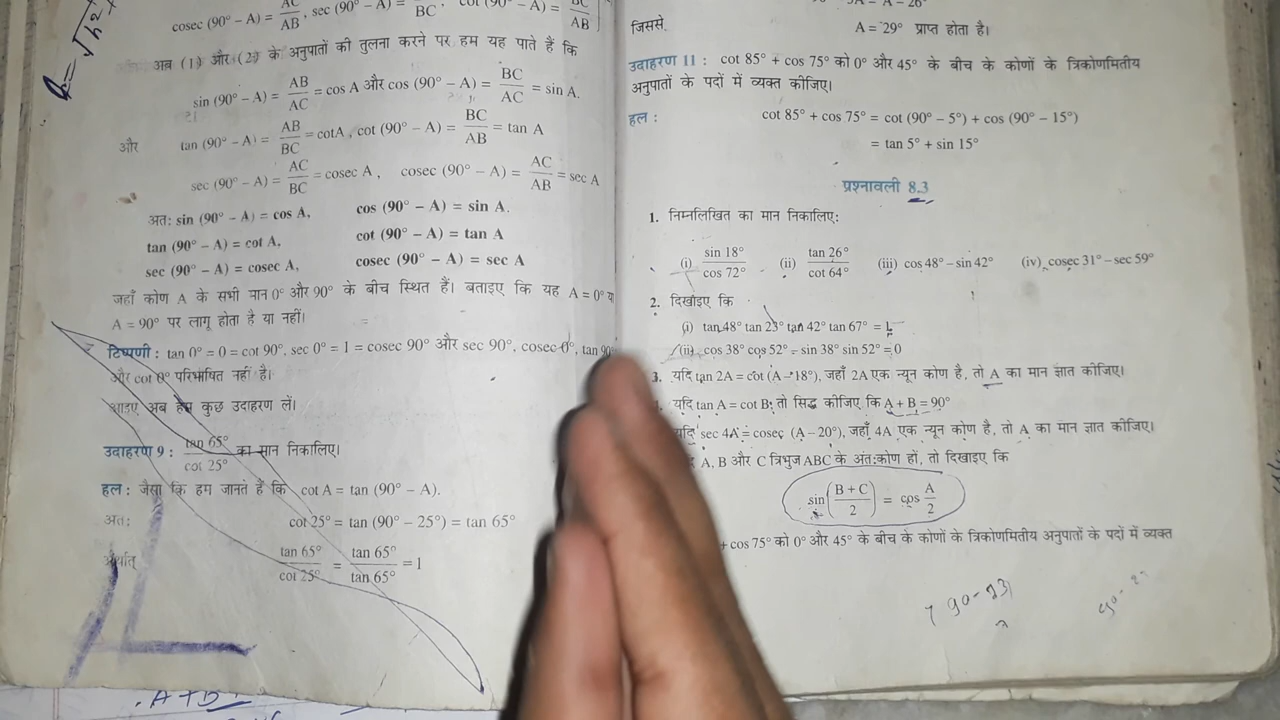 cosec (90° – A) = AC/AB, sec (90° – A) = /BC, cot (90° – A) = BC/AB
अब (1) और (2) के अनुपातों की तुलना करने पर हम यह पाते हैं कि
sin (90° – A) = AB/AC = cos A और cos (90° – A) = BC/AC = sin A.
और tan (90° – A) = AB/BC = cotA , cot (90° – A) = BC/AB = tan A
sec (90° – A) = AC/BC = cosec A , cosec (90° – A) = AC/AB = sec A
अत: sin (90° – A) = cos A, cos (90° – A) = sin A.
tan (90° – A) = cot A, cot (90° – A) = tan A
sec (90° – A) = cosec A, cosec (90° – A) = sec A
जहाँ कोण A के सभी मान 0° और 90° के बीच स्थित हैं। बताइए कि यह A = 0° या
A = 90° पर लागू होता है या नहीं।
टिप्पणी : tan 0° = 0 = cot 90°, sec 0° = 1 = cosec 90° और sec 90°, cosec 0°, tan 90°
और cot 0° परिभाषित नहीं है।
आइए अब हम कुछ उदाहरण लें।
उदाहरण 9 : tan 65°/cot 25° का मान निकालिए।
हल : जैसा कि हम जानते हैं कि cot A = tan (90° – A).
अत: cot 25° = tan (90° – 25°) = tan 65°
अर्थात् tan 65°/cot 25° = tan 65°/tan 65° = 1
जिससे A = 29° प्राप्त होता है।
उदाहरण 11 : cot 85° + cos 75° को 0° और 45° के बीच के कोणों के त्रिकोणमितीय
अनुपातों के पदों में व्यक्त कीजिए।
हल : cot 85° + cos 75° = cot (90° – 5°) + cos (90° – 15°)
= tan 5° + sin 15°
प्रश्नावली 8.3
1. निम्नलिखित का मान निकालिए:
(i) sin 18°/cos 72° (ii) tan 26°/cot 64° (iii) cos 48° – sin 42° (iv) cosec 31° – sec 59°
2. दिखाइए कि
(i) tan 48° tan 23° tan 42° tan 67° = 1
(ii) cos 38° cos 52° – sin 38° sin 52° = 0
3. यदि tan 2A = cot (A – 18°), जहाँ 2A एक न्यून कोण है, तो A का मान ज्ञात कीजिए।
यदि tan A = cot B, तो सिद्ध कीजिए कि A + B = 90°
यदि sec 4A = cosec (A – 20°), जहाँ 4A एक न्यून कोण है, तो A का मान ज्ञात कीजिए।
A, B और C त्रिभुज ABC के अंत:कोण हों, तो दिखाइए कि
sin((B + C)/2) = cos A/2
+ cos 75° को 0° और 45° के बीच के कोणों के त्रिकोणमितीय अनुपातों के पदों में व्यक्त